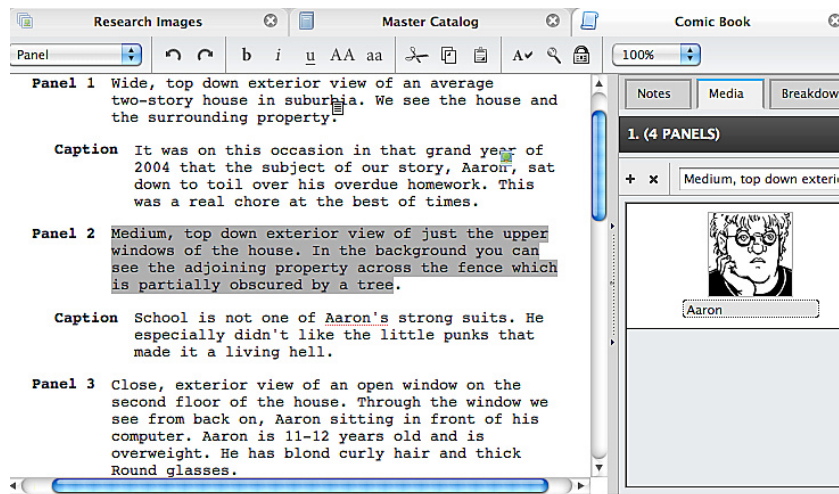 Research Images
Master Catalog
Comic Book
Panel
b i u AA aa
A
100%
Panel 1 Wide, top down exterior view of an average
two-story house in suburbia. We see the house and
the surrounding property.
Caption It was on this occasion in that grand year of
2004 that the subject of our story, Aaron, sat
down to toil over his overdue homework. This
was a real chore at the best of times.
Panel 2 Medium, top down exterior view of just the upper
windows of the house. In the background you can
see the adjoining property across the fence which
is partially obscured by a tree.
Caption School is not one of Aaron's strong suits. He
especially didn't like the little punks that
made it a living hell.
Panel 3 Close, exterior view of an open window on the
second floor of the house. Through the window we
see from back on, Aaron sitting in front of his
computer. Aaron is 11-12 years old and is
overweight. He has blond curly hair and thick
Round glasses.
Notes
Media
Breakdow
1. (4 PANELS)
Medium, top down exteri
Aaron